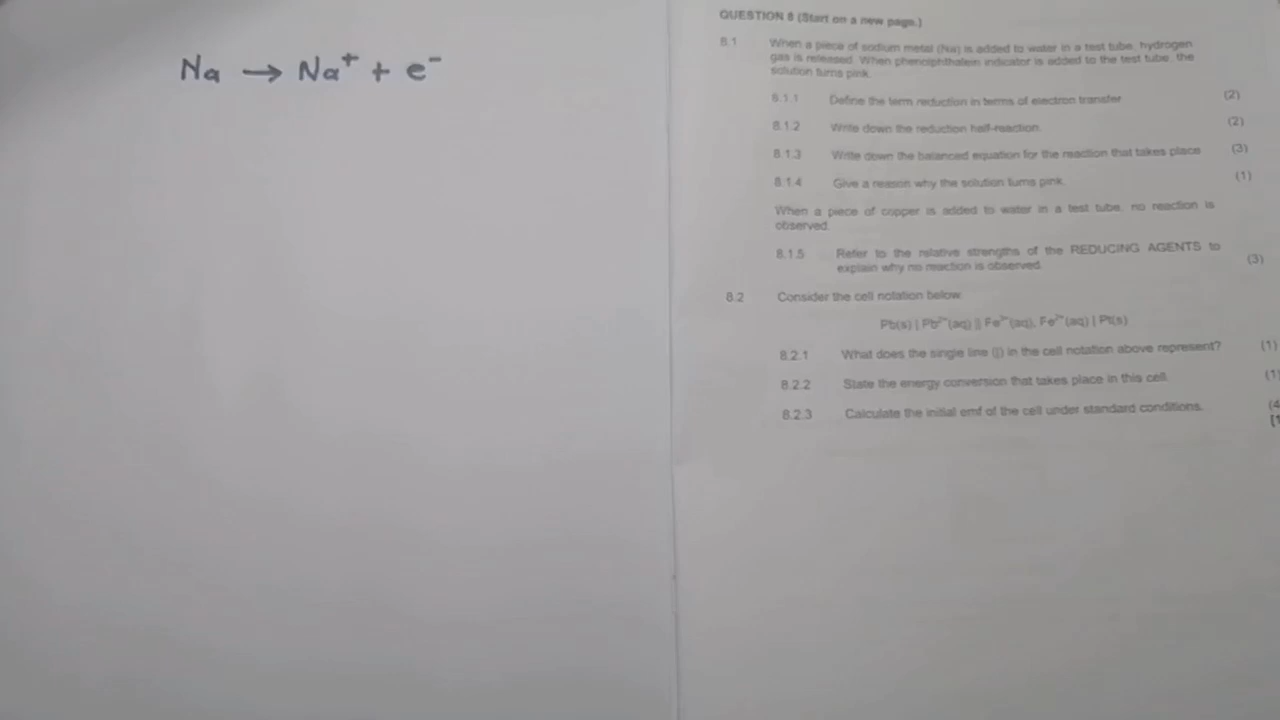 Na → Na⁺ + e⁻
QUESTION 8 (Start on a new page.)
8.1 When a piece of sodium metal (Na) is added to water in a test tube, hydrogen
gas is released. When phenolphthalein indicator is added to the test tube, the
solution turns pink.
8.1.1 Define the term reduction in terms of electron transfer. (2)
8.1.2 Write down the reduction half-reaction. (2)
8.1.3 Write down the balanced equation for the reaction that takes place. (3)
8.1.4 Give a reason why the solution turns pink. (1)
When a piece of copper is added to water in a test tube, no reaction is
observed.
8.1.5 Refer to the relative strengths of the REDUCING AGENTS to
explain why no reaction is observed. (3)
8.2 Consider the cell notation below:
Pb(s) | Pb²⁺(aq) || Fe³⁺(aq), Fe²⁺(aq) | Pt(s)
8.2.1 What does the single line (|) in the cell notation above represent? (1)
8.2.2 State the energy conversion that takes place in this cell. (1)
8.2.3 Calculate the initial emf of the cell under standard conditions. (4